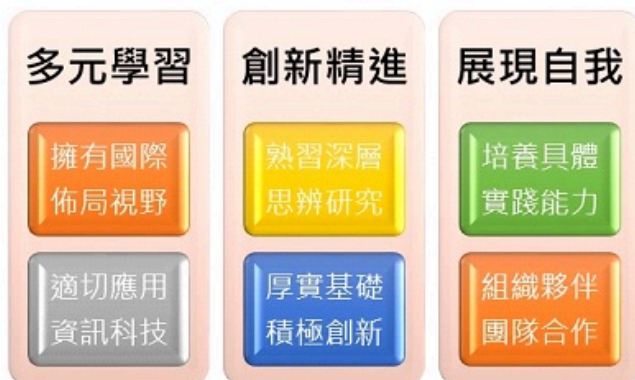 多元學習
擁有國際
佈局視野
適切應用
資訊科技
創新精進
熟習深層
思辨研究
厚實基礎
積極創新
展現自我
培養具體
實踐能力
組織夥伴
團隊合作